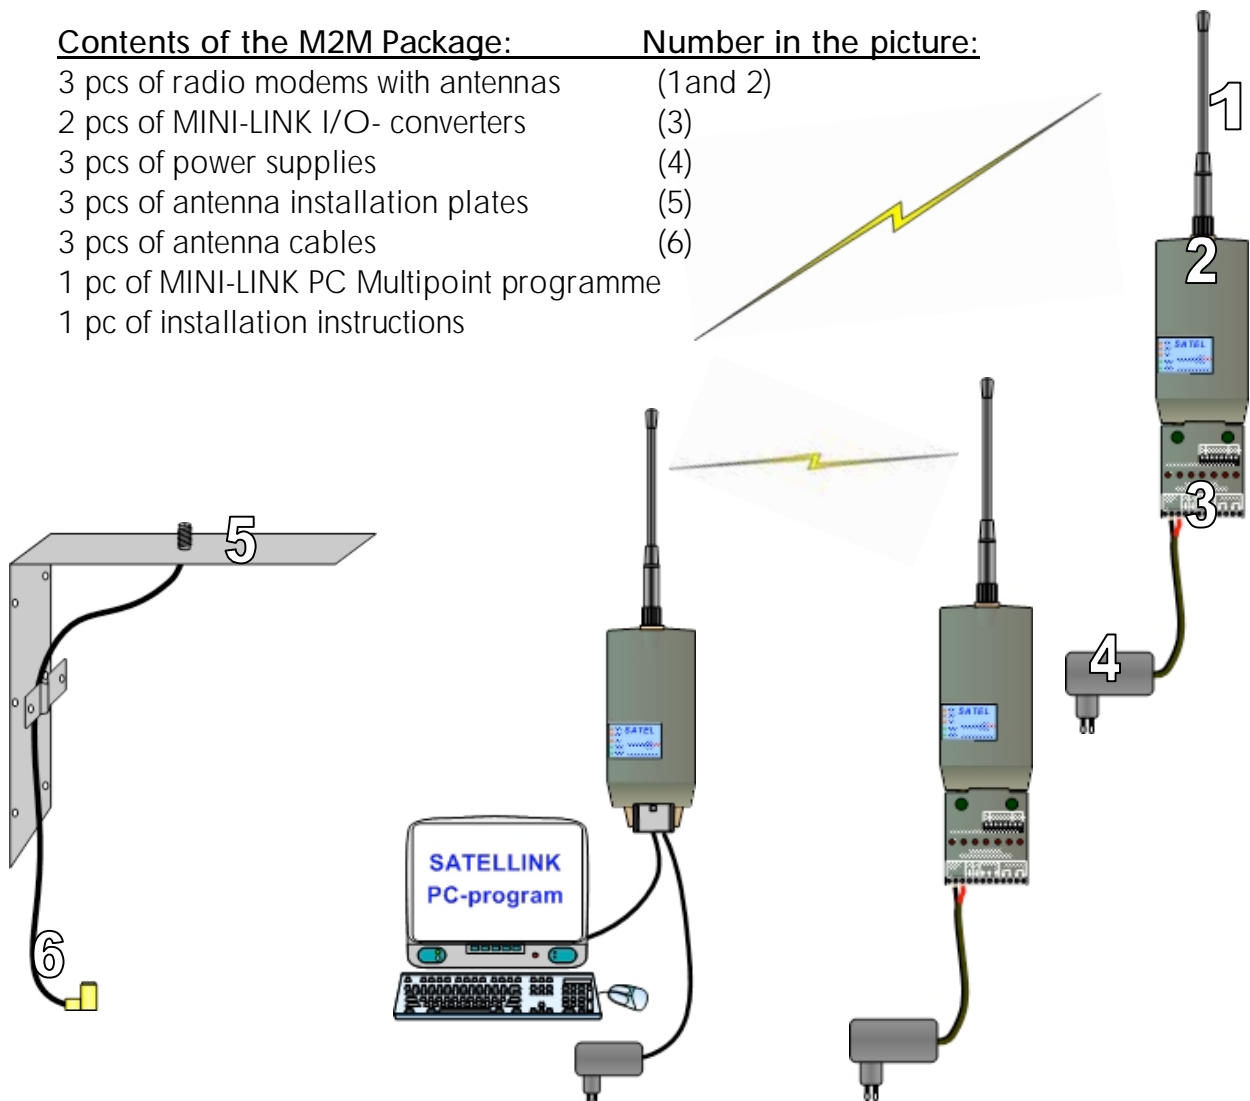 Contents of the M2M Package: Number in the picture:
3 pcs of radio modems with antennas (1and 2)
2 pcs of MINI-LINK I/O- converters (3)
3 pcs of power supplies (4)
3 pcs of antenna installation plates (5)
3 pcs of antenna cables (6)
1 pc of MINI-LINK PC Multipoint programme
1 pc of installation instructions
1
2
SATEL
3
4
5
6
SATEL
SATEL
SATELLINK
PC-program